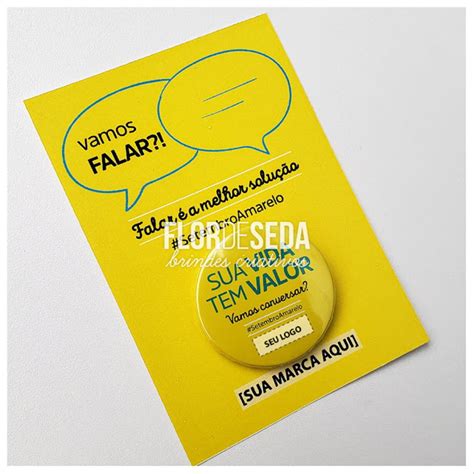 vamos
FALAR?!
Falar é a melhor solução
#SetembroAmarelo
FLORDESEDA
brindes criativos
SUA VIDA
TEM VALOR
Vamos conversar?
#SetembroAmarelo
SEU LOGO
[SUA MARCA AQUI]